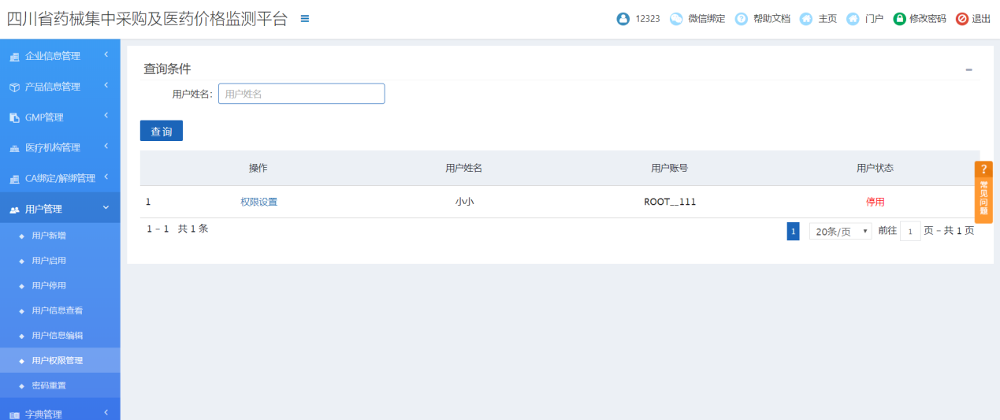 四川省药械集中采购及医药价格监测平台
12323 微信绑定 帮助文档 主页 门户 修改密码 退出
企业信息管理
产品信息管理
GMP管理
医疗机构管理
CA绑定/解绑管理
用户管理
用户新增
用户启用
用户停用
用户信息查看
用户信息编辑
用户权限管理
密码重置
字典管理
查询条件
用户姓名: 用户姓名
查询
操作 用户姓名 用户账号 用户状态
1 权限设置 小小 ROOT__111 停用
1 - 1 共 1 条
1 20条/页 前往 1 页 - 共 1 页
? 常见问题